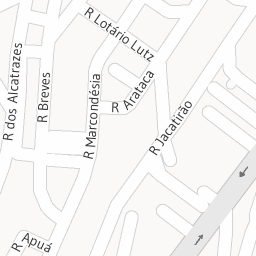 R Lotário Lutz
R dos Alcatrazes
R Breves
R Marcondésia
R Arataca
R Jacatirão
R Apuá